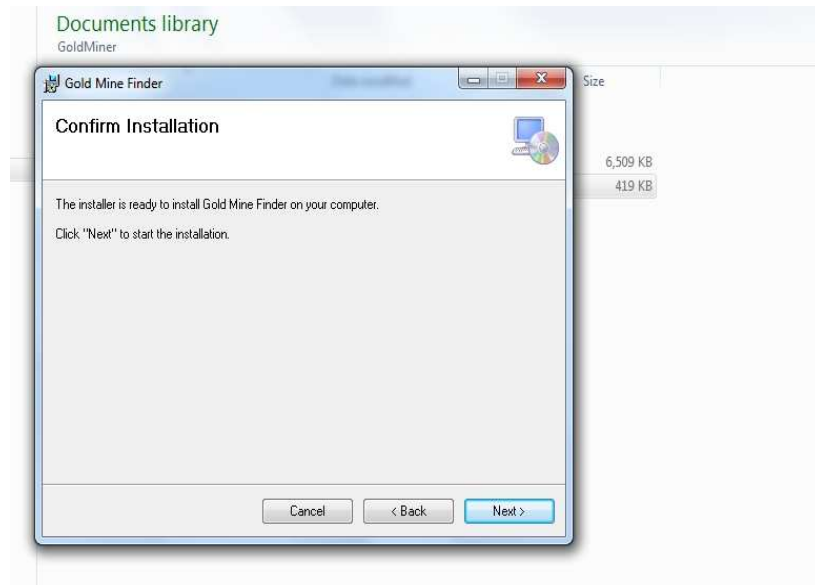 Documents library
GoldMiner
Gold Mine Finder
Size
Confirm Installation
6,509 KB
419 KB
The installer is ready to install Gold Mine Finder on your computer.
Click "Next" to start the installation.
Cancel
< Back
Next >